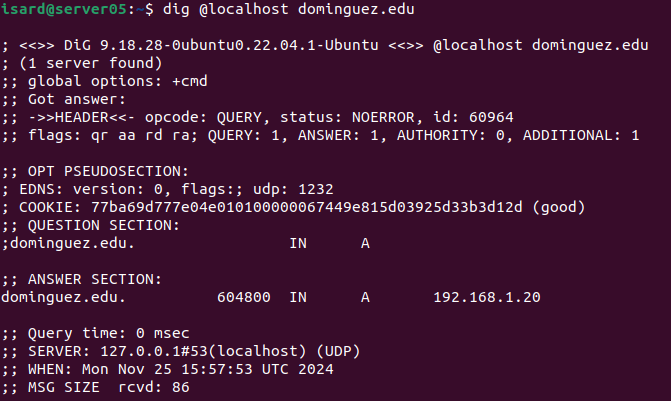 isard@server05:~$ dig @localhost dominguez.edu
; <<>> DiG 9.18.28-0ubuntu0.22.04.1-Ubuntu <<>> @localhost dominguez.edu
; (1 server found)
;; global options: +cmd
;; Got answer:
;; ->>HEADER<<- opcode: QUERY, status: NOERROR, id: 60964
;; flags: qr aa rd ra; QUERY: 1, ANSWER: 1, AUTHORITY: 0, ADDITIONAL: 1
;; OPT PSEUDOSECTION:
; EDNS: version: 0, flags:; udp: 1232
; COOKIE: 77ba69d777e04e010100000067449e815d03925d33b3d12d (good)
;; QUESTION SECTION:
;dominguez.edu. IN A
;; ANSWER SECTION:
dominguez.edu. 604800 IN A 192.168.1.20
;; Query time: 0 msec
;; SERVER: 127.0.0.1#53(localhost) (UDP)
;; WHEN: Mon Nov 25 15:57:53 UTC 2024
;; MSG SIZE rcvd: 86